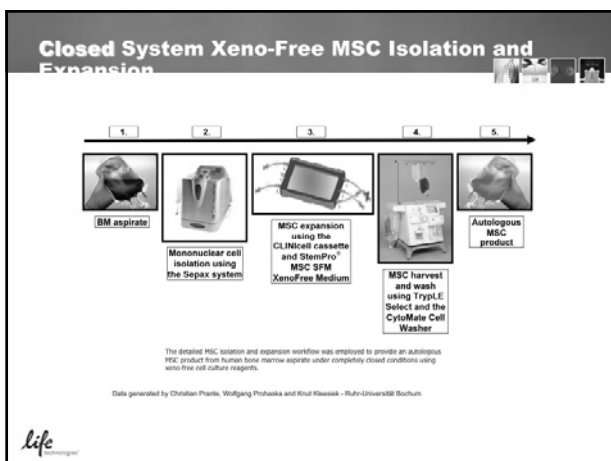 Closed System Xeno-Free MSC Isolation and
Expansion
1.
2.
3.
4.
5.
BM aspirate
Mononuclear cell
isolation using
the Sepax system
MSC expansion
using the
CLINIcell cassette
and StemPro®
MSC SFM
XenoFree Medium
MSC harvest
and wash
using TrypLE
Select and the
CytoMate Cell
Washer
Autologous
MSC
product
The detailed MSC isolation and expansion workflow was employed to provide an autologous
MSC product from human bone marrow aspirate under completely closed conditions using
xeno-free cell culture reagents.
Data generated by Christian Prante, Wolfgang Prohaska and Knut Kleesiek - Ruhr-Universität Bochum
life
technologies™